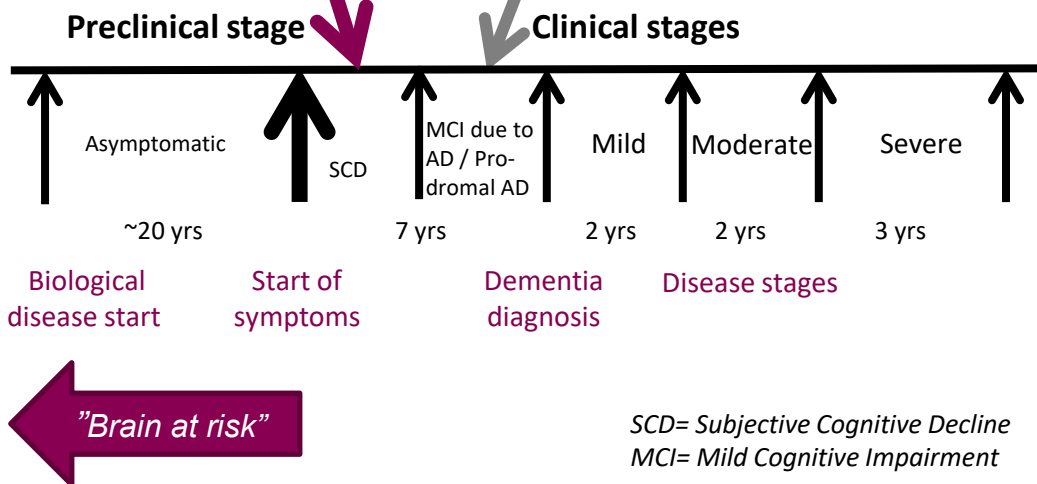 Preclinical stage
Clinical stages
Asymptomatic
SCD
MCI due to
AD / Pro-
dromal AD
Mild
Moderate
Severe
~20 yrs
7 yrs
2 yrs
2 yrs
3 yrs
Biological
disease start
Start of
symptoms
Dementia
diagnosis
Disease stages
”Brain at risk”
SCD= Subjective Cognitive Decline
MCI= Mild Cognitive Impairment